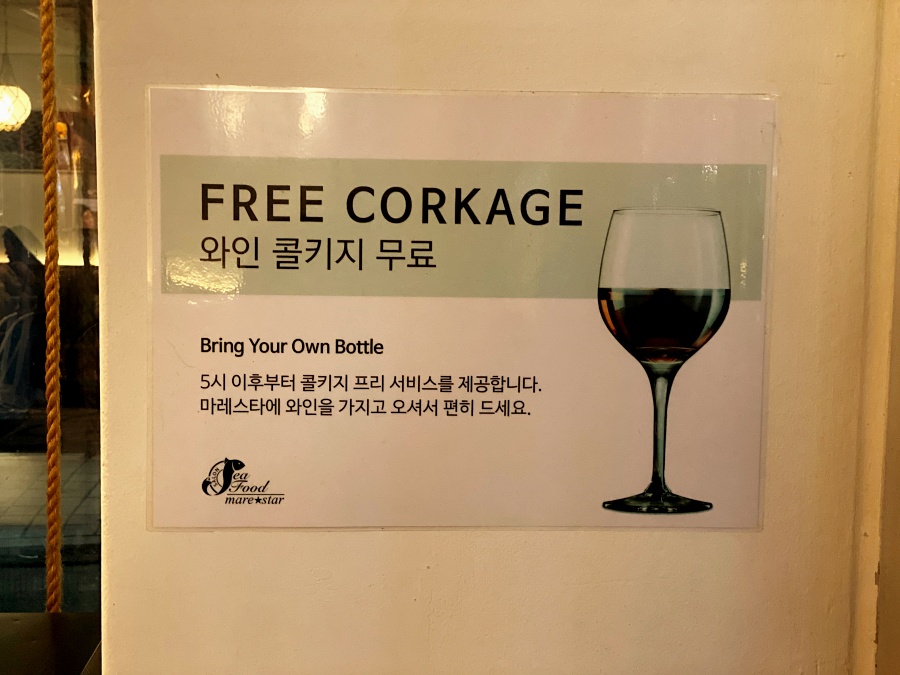 FREE CORKAGE
와인 콜키지 무료
Bring Your Own Bottle
5시 이후부터 콜키지 프리 서비스를 제공합니다.
마레스타에 와인을 가지고 오셔서 편히 드세요.
Sea
Food
mare★star